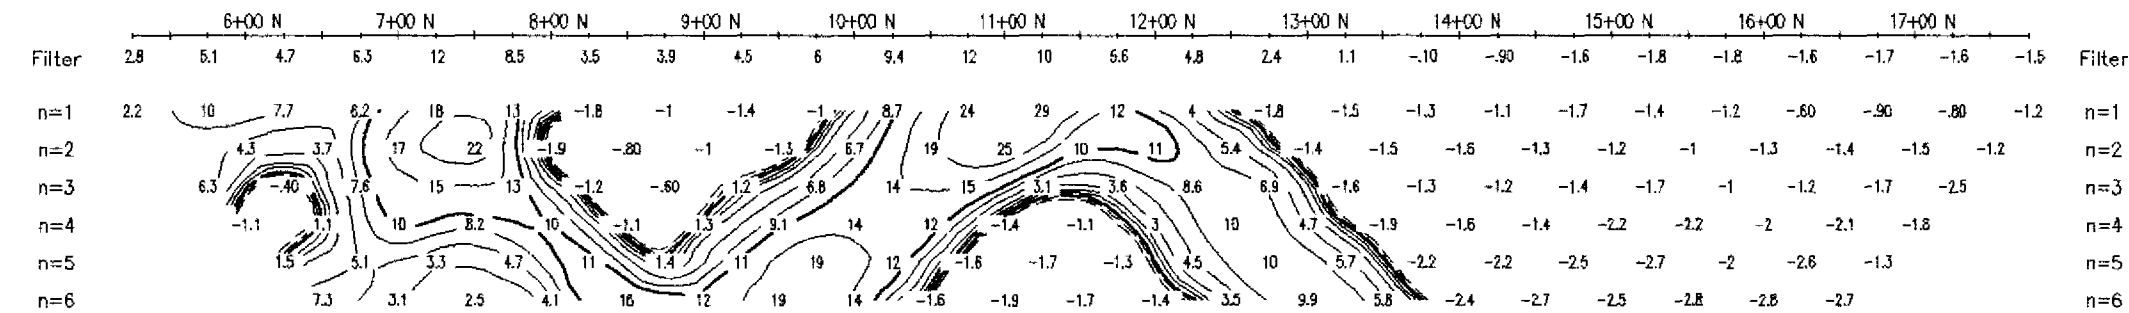 6+00 N 7+00 N 8+00 N 9+00 N 10+00 N 11+00 N 12+00 N 13+00 N 14+00 N 15+00 N 16+00 N 17+00 N
Filter 2.8 5.1 4.7 6.3 12 8.5 3.5 3.9 4.5 6 9.4 12 10 5.6 4.8 2.4 1.1 -.10 -.90 -1.6 -1.8 -1.8 -1.6 -1.7 -1.6 -1.5 Filter
n=1 2.2 10 7.7 6.2 18 13 -1.8 -1 -1.4 -1 8.7 24 29 12 4 -1.8 -1.5 -1.3 -1.1 -1.7 -1.4 -1.2 -.60 -.90 -.80 -1.2 n=1
n=2 4.3 3.7 17 22 -1.9 -.80 -1 -1.3 6.7 19 25 10 11 5.4 -1.4 -1.5 -1.6 -1.3 -1.2 -1 -1.3 -1.4 -1.5 -1.2 n=2
n=3 6.3 -.40 7.6 15 13 -1.2 -.60 1.2 6.8 14 15 3.1 3.6 8.6 6.9 -1.6 -1.3 -1.2 -1.4 -1.7 -1 -1.2 -1.7 -2.5 n=3
n=4 -1.1 1.1 10 8.2 10 -1.1 1.3 9.1 14 12 -1.4 -1.1 3 10 4.7 -1.9 -1.6 -1.4 -2.2 -2.2 -2 -2.1 -1.8 n=4
n=5 1.5 5.1 3.3 4.7 11 1.4 11 19 12 -1.6 -1.7 -1.3 4.5 10 5.7 -2.2 -2.2 -2.5 -2.7 -2 -2.6 -1.3 n=5
n=6 7.3 3.1 2.5 4.1 16 12 19 14 -1.6 -1.9 -1.7 -1.4 3.5 9.9 5.8 -2.4 -2.7 -2.5 -2.8 -2.8 -2.7 n=6